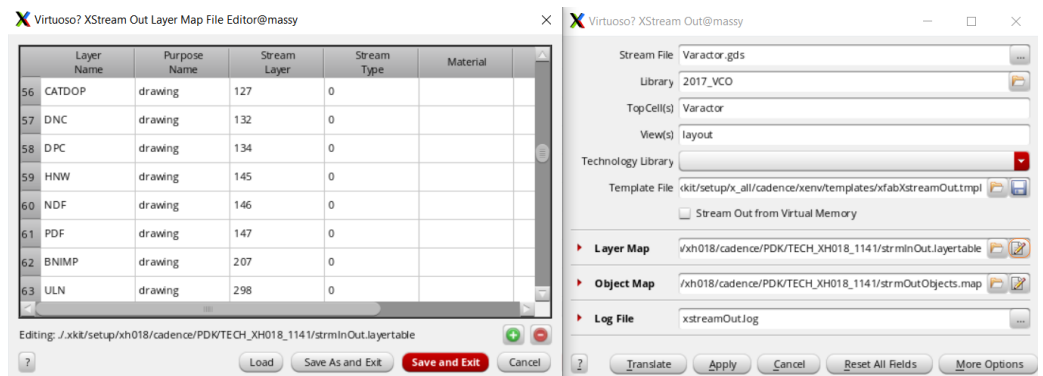 Virtuoso? XStream Out Layer Map File Editor@massy
Layer Name Purpose Name Stream Layer Stream Type Material
56 CATDOP drawing 127 0
57 DNC drawing 132 0
58 DPC drawing 134 0
59 HNW drawing 145 0
60 NDF drawing 146 0
61 PDF drawing 147 0
62 BNIMP drawing 207 0
63 ULN drawing 298 0
Editing: ./.xkit/setup/xh018/cadence/PDK/TECH_XH018_1141/strmInOut.layertable
? Load Save As and Exit Save and Exit Cancel
Virtuoso? XStream Out@massy
Stream File Varactor.gds ...
Library 2017_VCO
TopCell(s) Varactor
View(s) layout
Technology Library
Template File kit/setup/x_all/cadence/xenv/templates/xfabXstreamOut.tmpl
Stream Out from Virtual Memory
Layer Map /xh018/cadence/PDK/TECH_XH018_1141/strmInOut.layertable
Object Map /xh018/cadence/PDK/TECH_XH018_1141/strmOutObjects.map
Log File xstreamOut.log ...
? Translate Apply Cancel Reset All Fields More Options